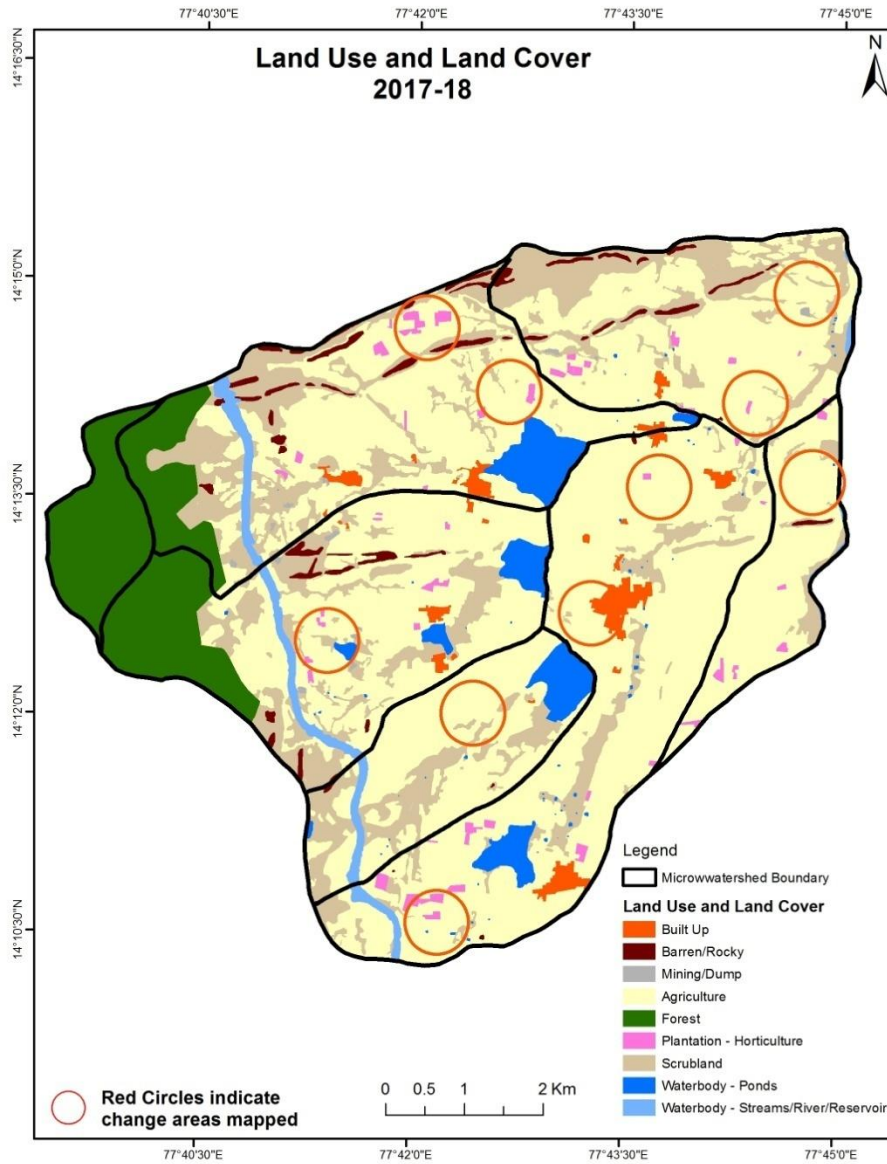 77°40'30"E
77°42'0"E
77°43'30"E
77°45'0"E
14°16'30"N
Land Use and Land Cover
2017-18
N
14°15'0"N
14°13'30"N
14°12'0"N
14°10'30"N
Legend
Microwwatershed Boundary
Land Use and Land Cover
Built Up
Barren/Rocky
Mining/Dump
Agriculture
Forest
Plantation - Horticulture
Scrubland
Waterbody - Ponds
Waterbody - Streams/River/Reservoir
Red Circles indicate
change areas mapped
0 0.5 1 2 Km
77°40'30"E
77°42'0"E
77°43'30"E
77°45'0"E